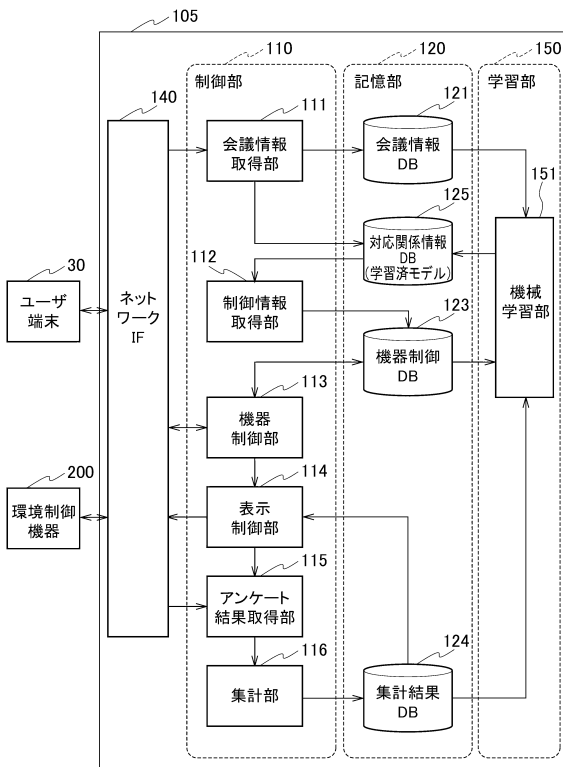 105
110
120
150
制御部
記憶部
学習部
140
111
121
会議情報
取得部
会議情報
DB
151
125
対応関係情報
DB
(学習済モデル)
30
ユーザ
端末
ネット
ワーク
IF
112
制御情報
取得部
機械
学習部
123
機器制御
DB
113
機器
制御部
200
環境制御
機器
114
表示
制御部
115
アンケート
結果取得部
116
集計部
124
集計結果
DB